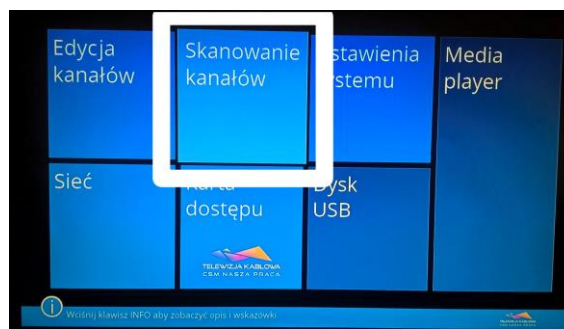 Edycja
kanałów
Skanowanie
kanałów
stawienia
stemu
Media
player
Sieć
Karta
dostępu
TELEWIZJA KABLOWA
CSM NASZA PRACA
Dysk
USB
Wciśnij klawisz INFO aby zobaczyć opis i wskazówki